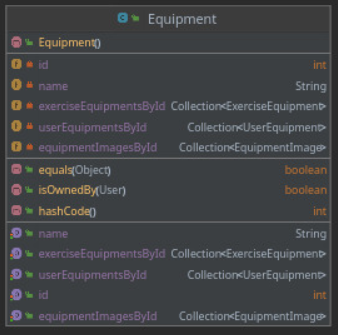 Equipment
Equipment()
id int
name String
exerciseEquipmentsById Collection<ExerciseEquipment>
userEquipmentsById Collection<UserEquipment>
equipmentImagesById Collection<EquipmentImage>
equals(Object) boolean
isOwnedBy(User) boolean
hashCode() int
name String
exerciseEquipmentsById Collection<ExerciseEquipment>
userEquipmentsById Collection<UserEquipment>
id int
equipmentImagesById Collection<EquipmentImage>